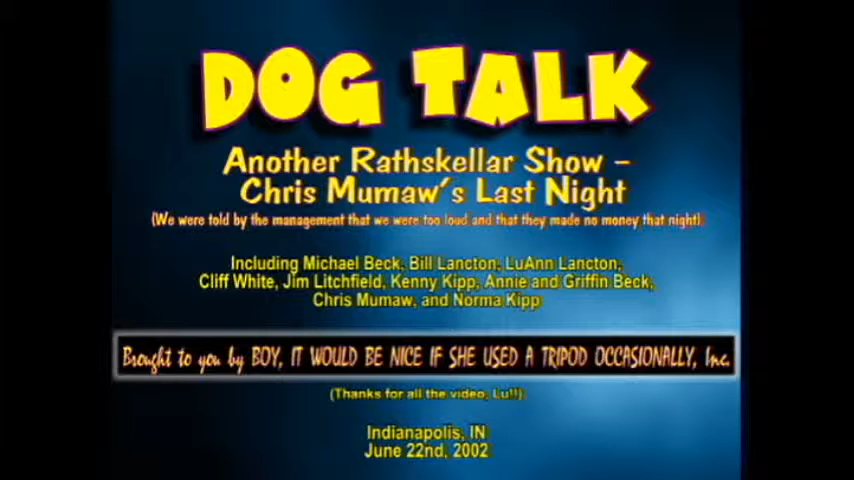 DOG TALK
Another Rathskellar Show –
Chris Mumaw's Last Night
(We were told by the management that we were too loud and that they made no money that night).
Including Michael Beck, Bill Lancton, LuAnn Lancton,
Cliff White, Jim Litchfield, Kenny Kipp, Annie and Griffin Beck,
Chris Mumaw, and Norma Kipp
Brought to you by BOY, IT WOULD BE NICE IF SHE USED A TRIPOD OCCASIONALLY, Inc.
(Thanks for all the video, Lu!!)
Indianapolis, IN
June 22nd, 2002